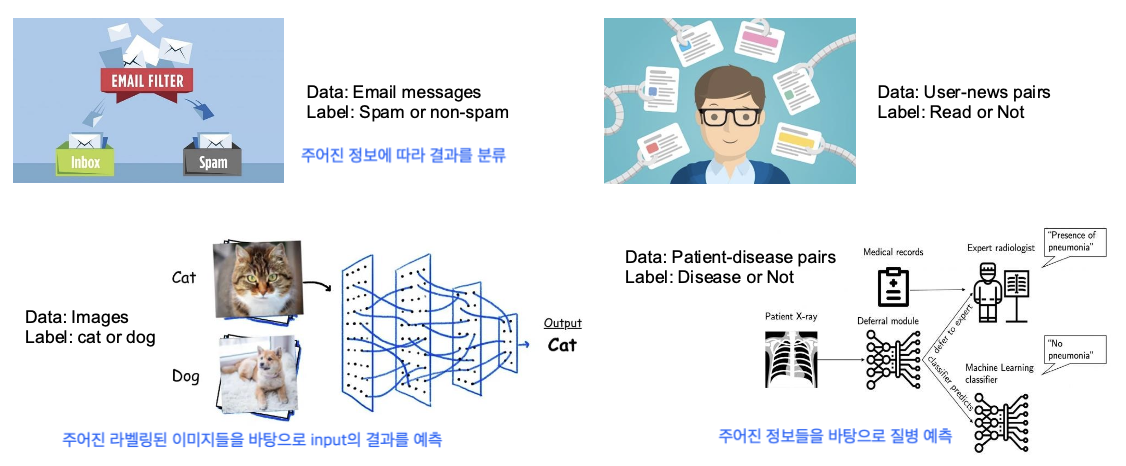 EMAIL FILTER
Inbox
Spam
Data: Email messages
Label: Spam or non-spam
주어진 정보에 따라 결과를 분류
Data: User-news pairs
Label: Read or Not
Data: Images
Label: cat or dog
Cat
Dog
Output
Cat
주어진 라벨링된 이미지들을 바탕으로 input의 결과를 예측
Data: Patient-disease pairs
Label: Disease or Not
Medical records
Expert radiologist
"Presence of
pneumonia"
Patient X-ray
Deferral module
defer to expert
classifier predicts
"No
pneumonia"
Machine Learning
classifier
주어진 정보들을 바탕으로 질병 예측